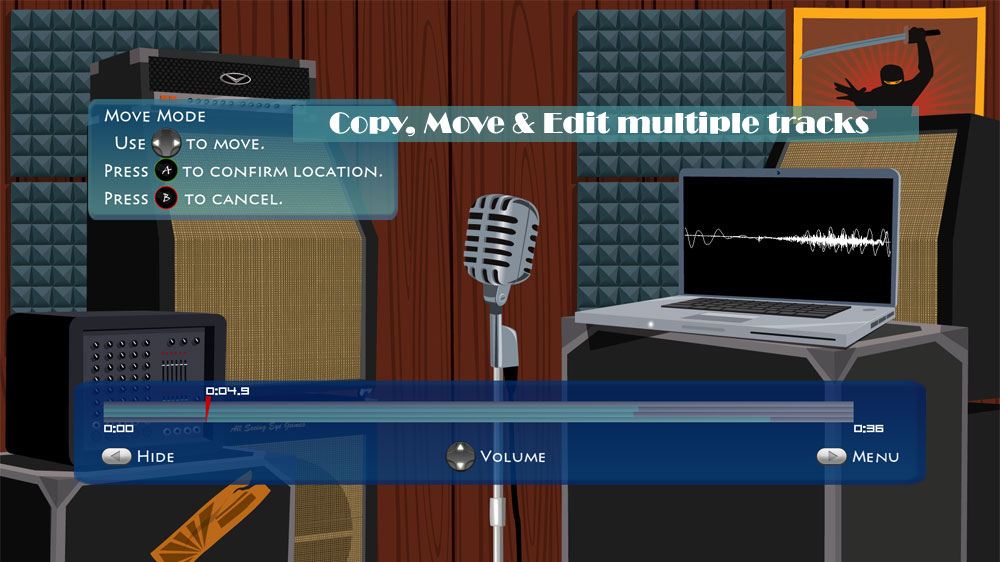 Move Mode
Copy, Move & Edit multiple tracks
Use to move.
Press A to confirm location.
Press B to cancel.
0:04.9
0:00
All Seeing Eye Games
0:36
Hide
Volume
Menu